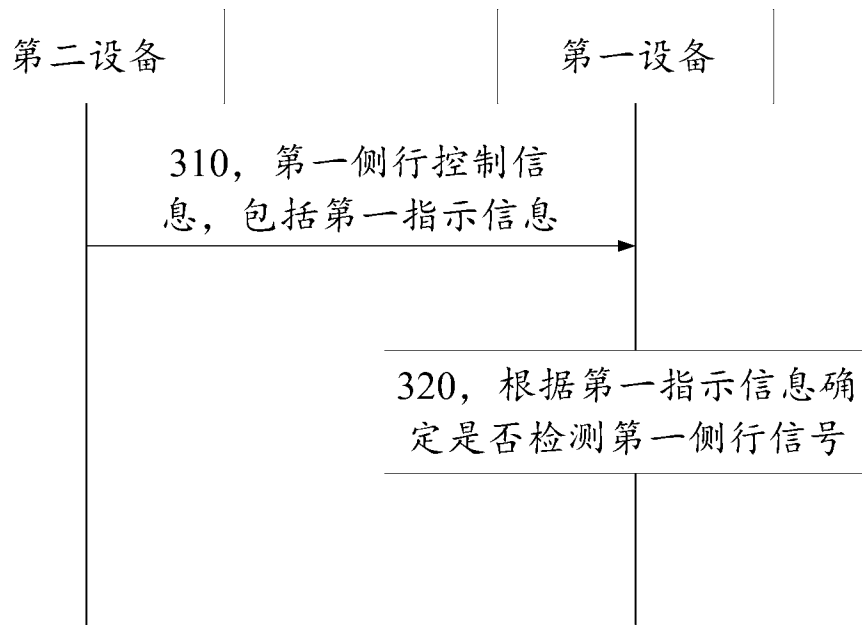 第二设备
第一设备
310，第一侧行控制信
息，包括第一指示信息
320，根据第一指示信息确
定是否检测第一侧行信号